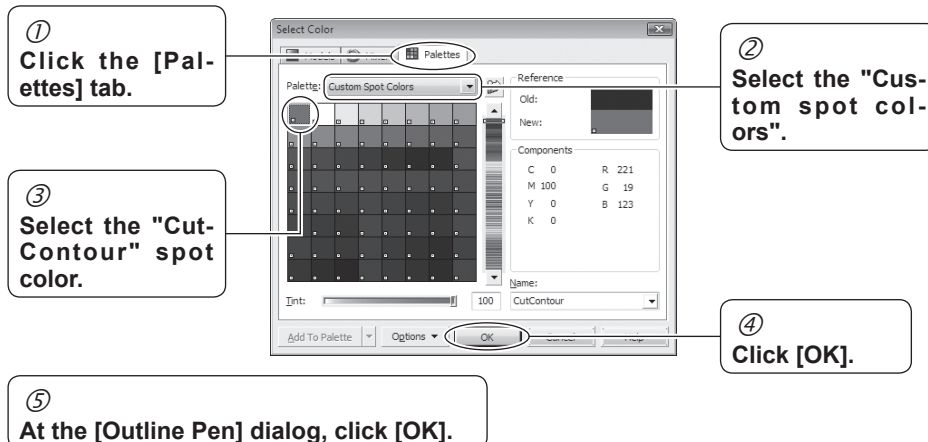 ①
Click the [Pal-
ettes] tab.
②
Select the "Cus-
tom spot col-
ors".
③
Select the "Cut-
Contour" spot
color.
④
Click [OK].
⑤
At the [Outline Pen] dialog, click [OK].
Select Color
Palettes
Palette: Custom Spot Colors
Reference
Old:
New:
Components
C 0 R 221
M 100 G 19
Y 0 B 123
K 0
Name:
Tint: 100 CutContour
Add To Palette Options OK